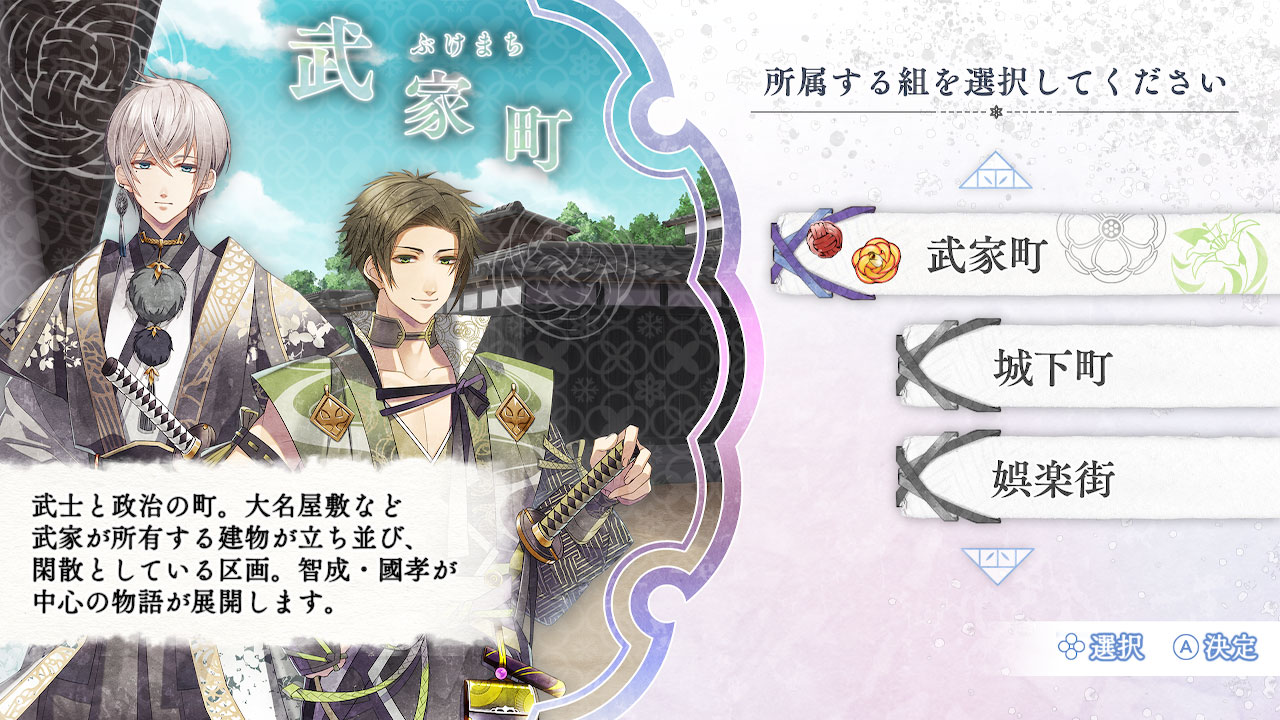 武家町
ぶけまち
武士と政治の町。大名屋敷など
武家が所有する建物が立ち並び、
閑散としている区画。智成・國孝が
中心の物語が展開します。
所属する組を選択してください
武家町
城下町
娯楽街
選択
A 決定